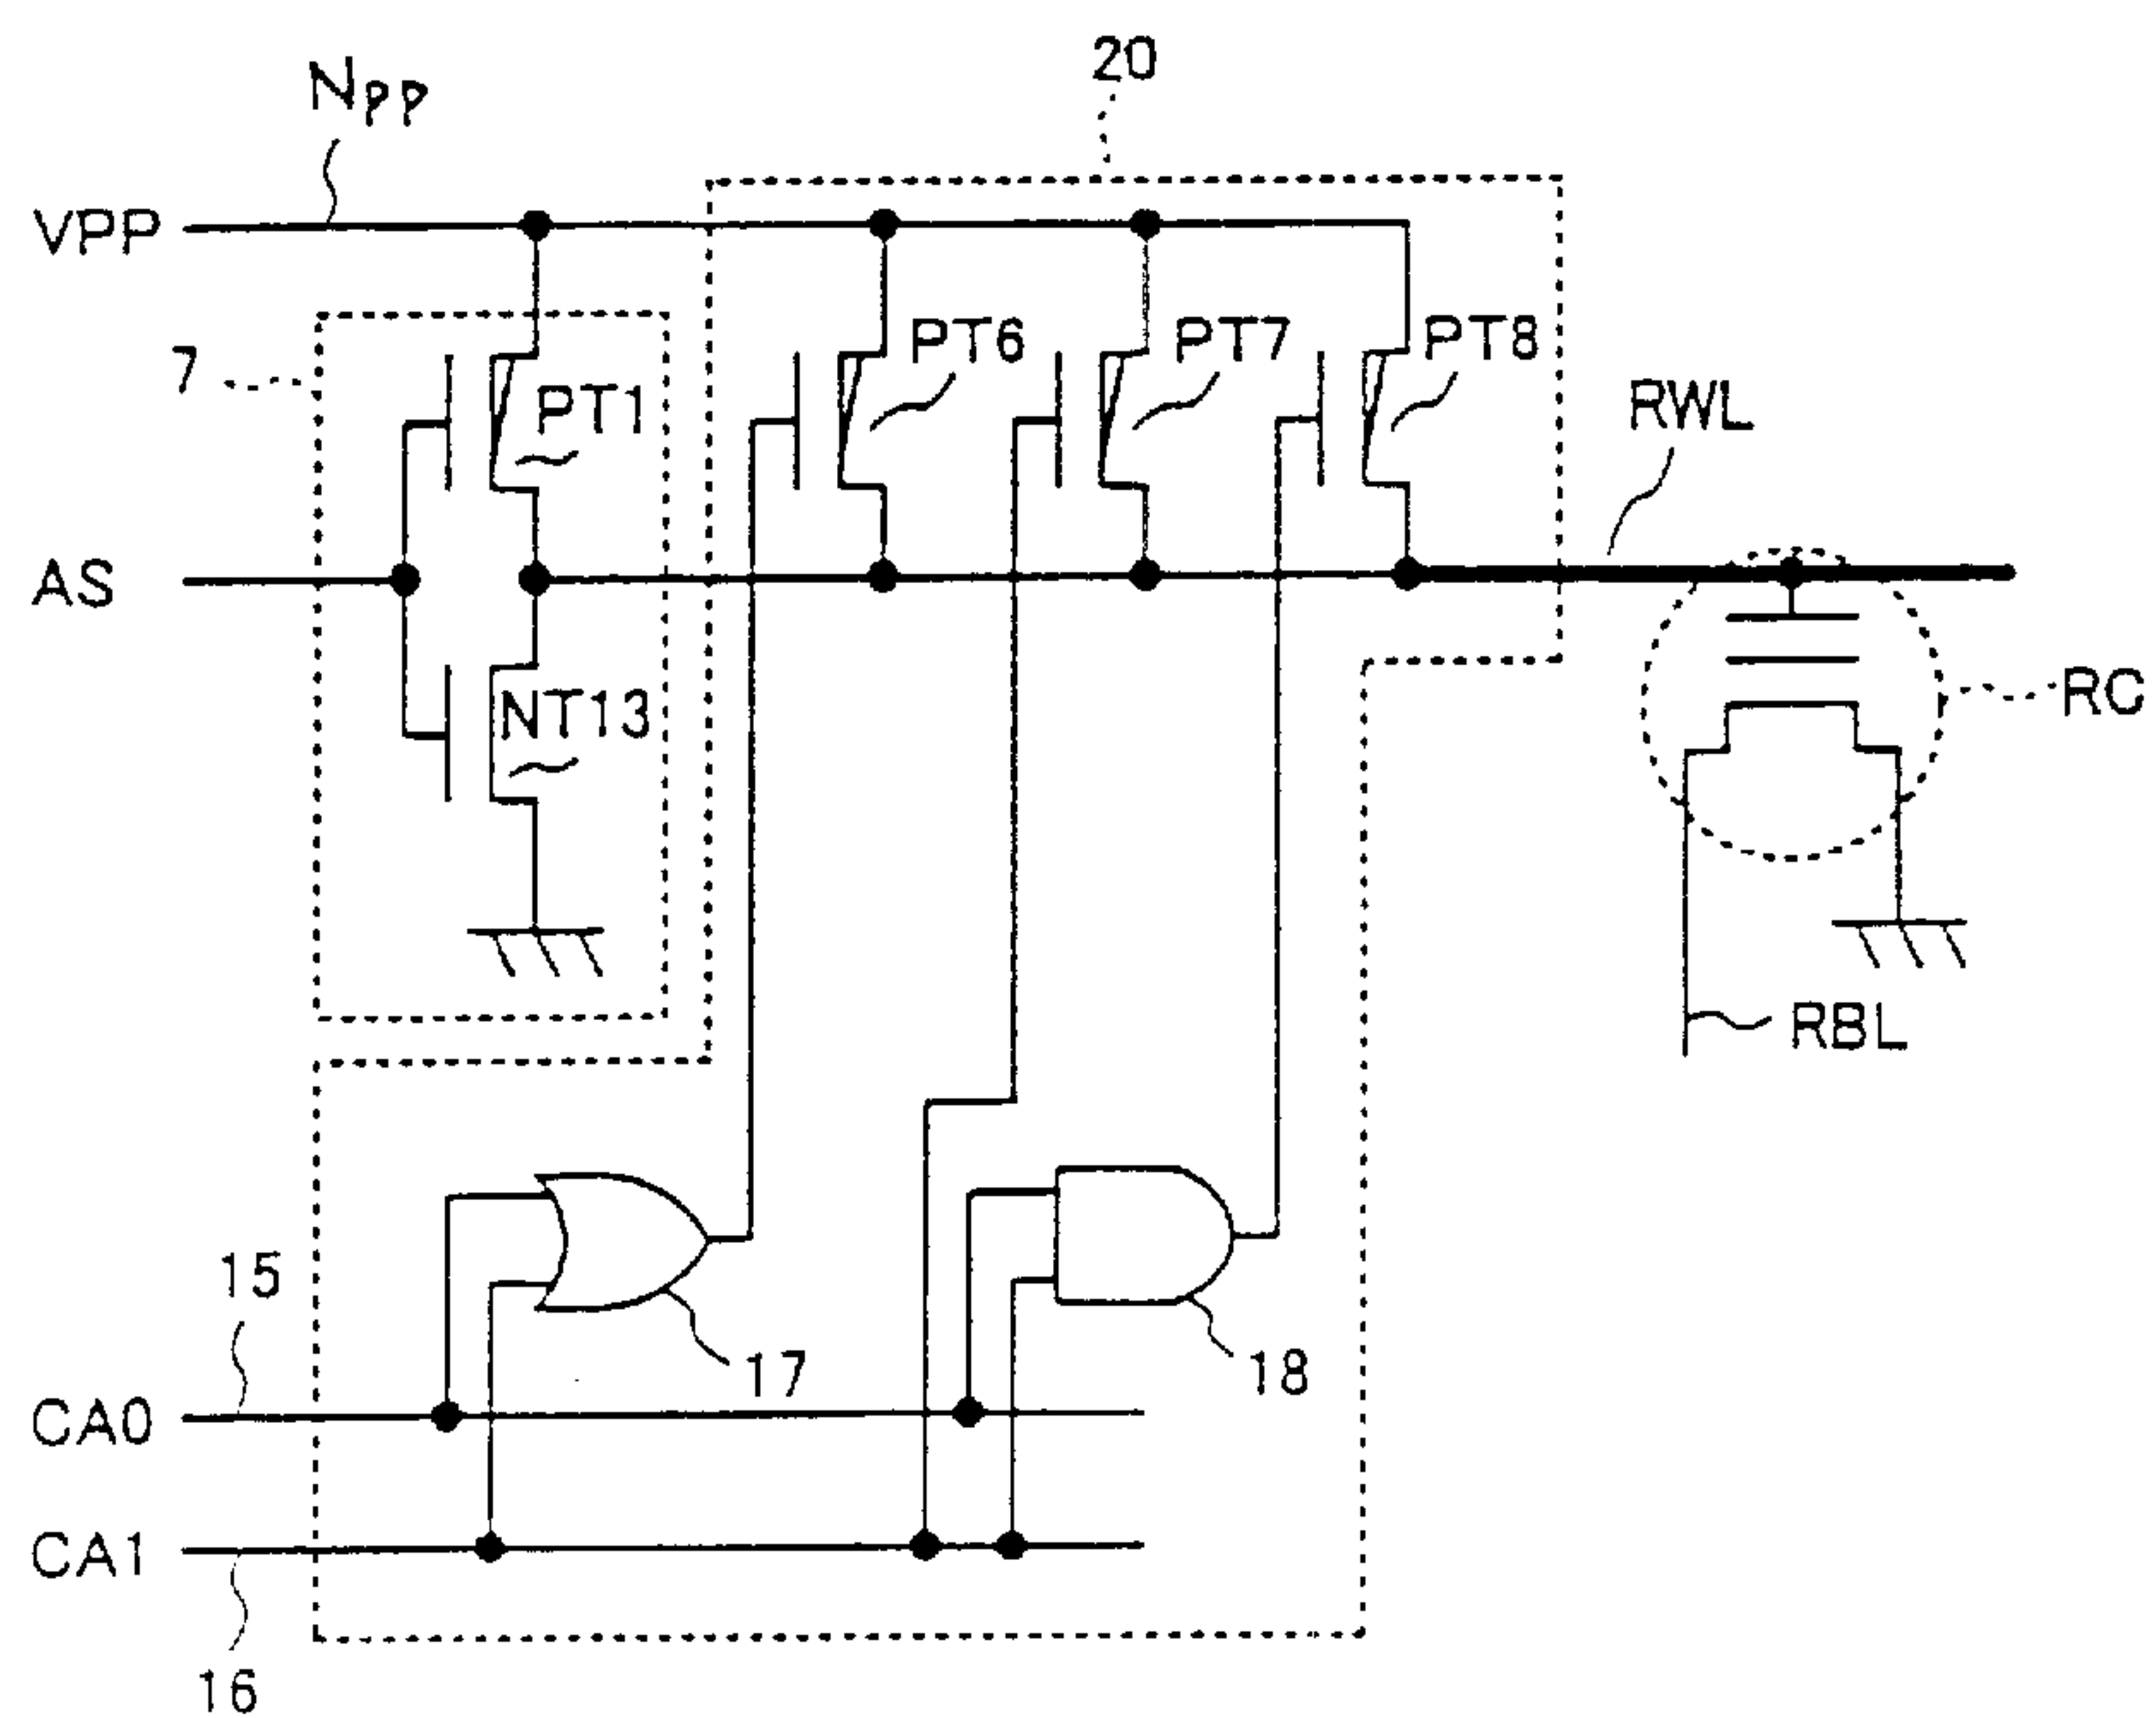 20
NPP
VPP
PT6
PT7
PT8
7
PT1
RWL
AS
NT13
RC
RBL
15
17
18
CA0
CA1
16